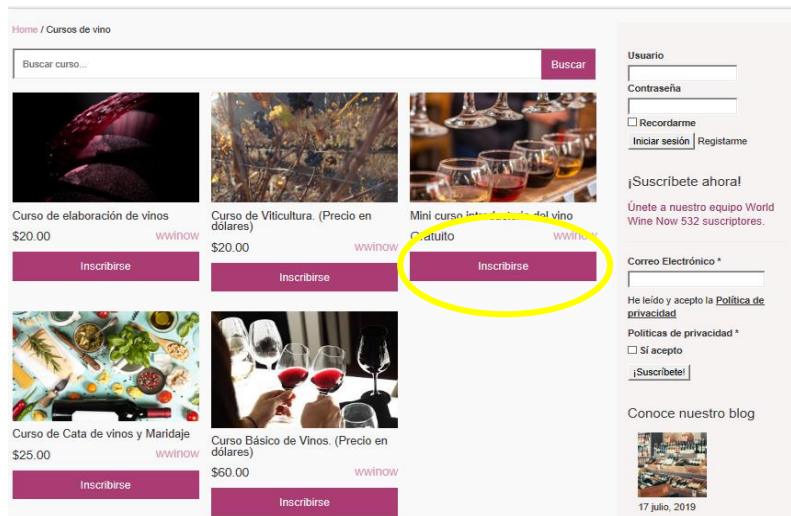 Home / Cursos de vino
Buscar curso...
Buscar
Curso de elaboración de vinos
$20.00 wwinow
Inscribirse
Curso de Viticultura. (Precio en
dólares)
$20.00 wwinow
Inscribirse
Mini curso introductorio del vino
Gratuito wwinow
Inscribirse
Curso de Cata de vinos y Maridaje
$25.00 wwinow
Inscribirse
Curso Básico de Vinos. (Precio en
dólares)
$60.00 wwinow
Inscribirse
Usuario
Contraseña
Recordarme
Iniciar sesión Registarme
¡Suscríbete ahora!
Únete a nuestro equipo World
Wine Now 532 suscriptores.
Correo Electrónico *
He leído y acepto la Política de
privacidad
Politicas de privacidad *
Sí acepto
¡Suscríbete!
Conoce nuestro blog
17 julio, 2019